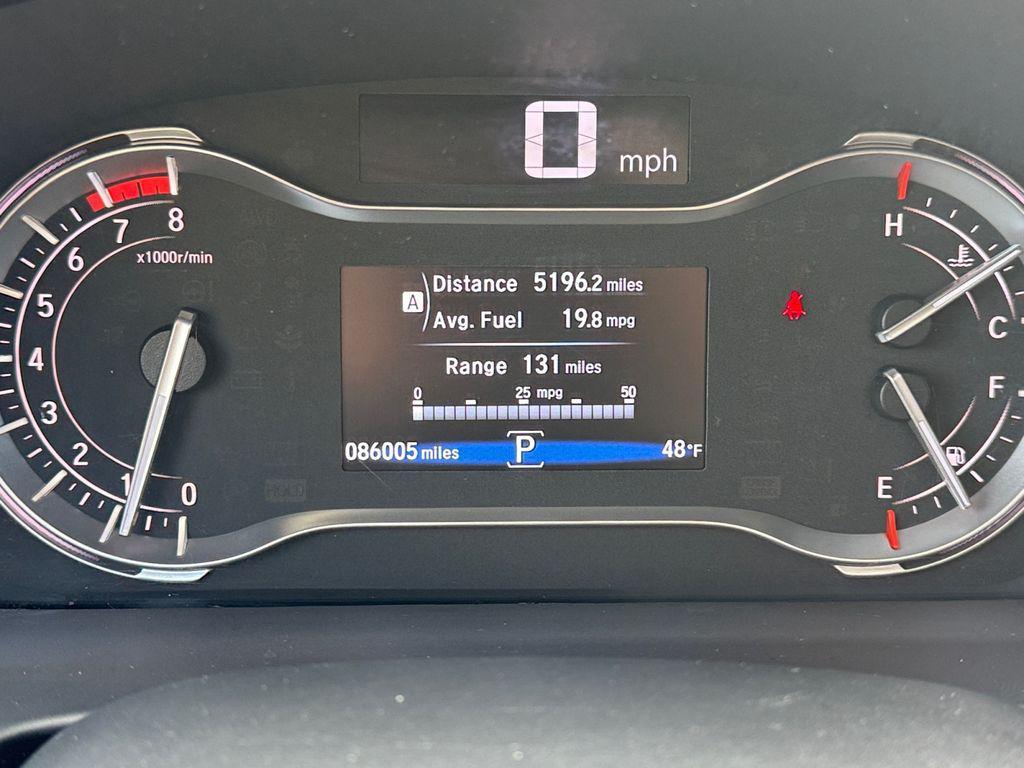 0 mph
8
7
6
5
4
3
2
1
0
x1000r/min
A
Distance 5196.2 miles
Avg. Fuel 19.8 mpg
Range 131 miles
0 25 mpg 50
086005 miles P 48°F
H
C
F
E
HOLD